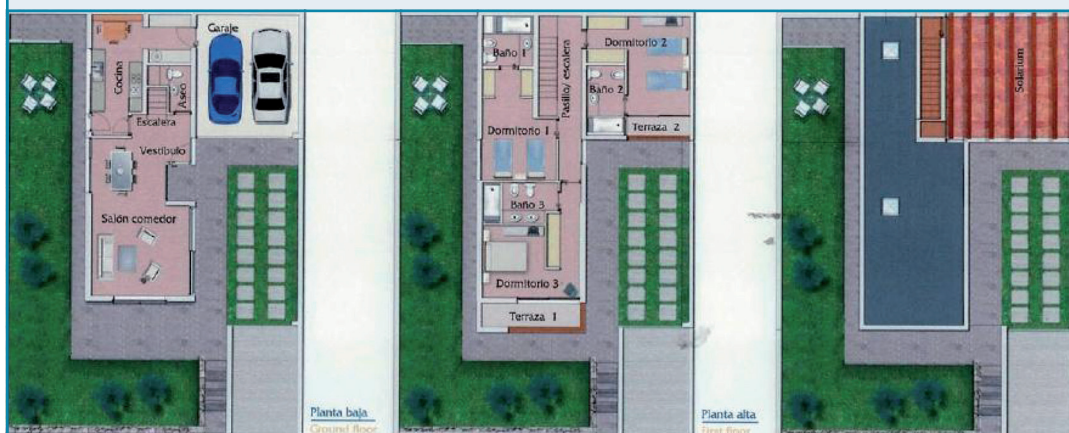 Garaje
Cocina
Aseo
Escalera
Vestíbulo
Salón comedor
Planta baja
Ground floor
Baño 1
Dormitorio 2
Pasillo/ escalera
Baño 2
Dormitorio 1
Terraza 2
Baño 3
Dormitorio 3
Terraza 1
Planta alta
First floor
Solarium